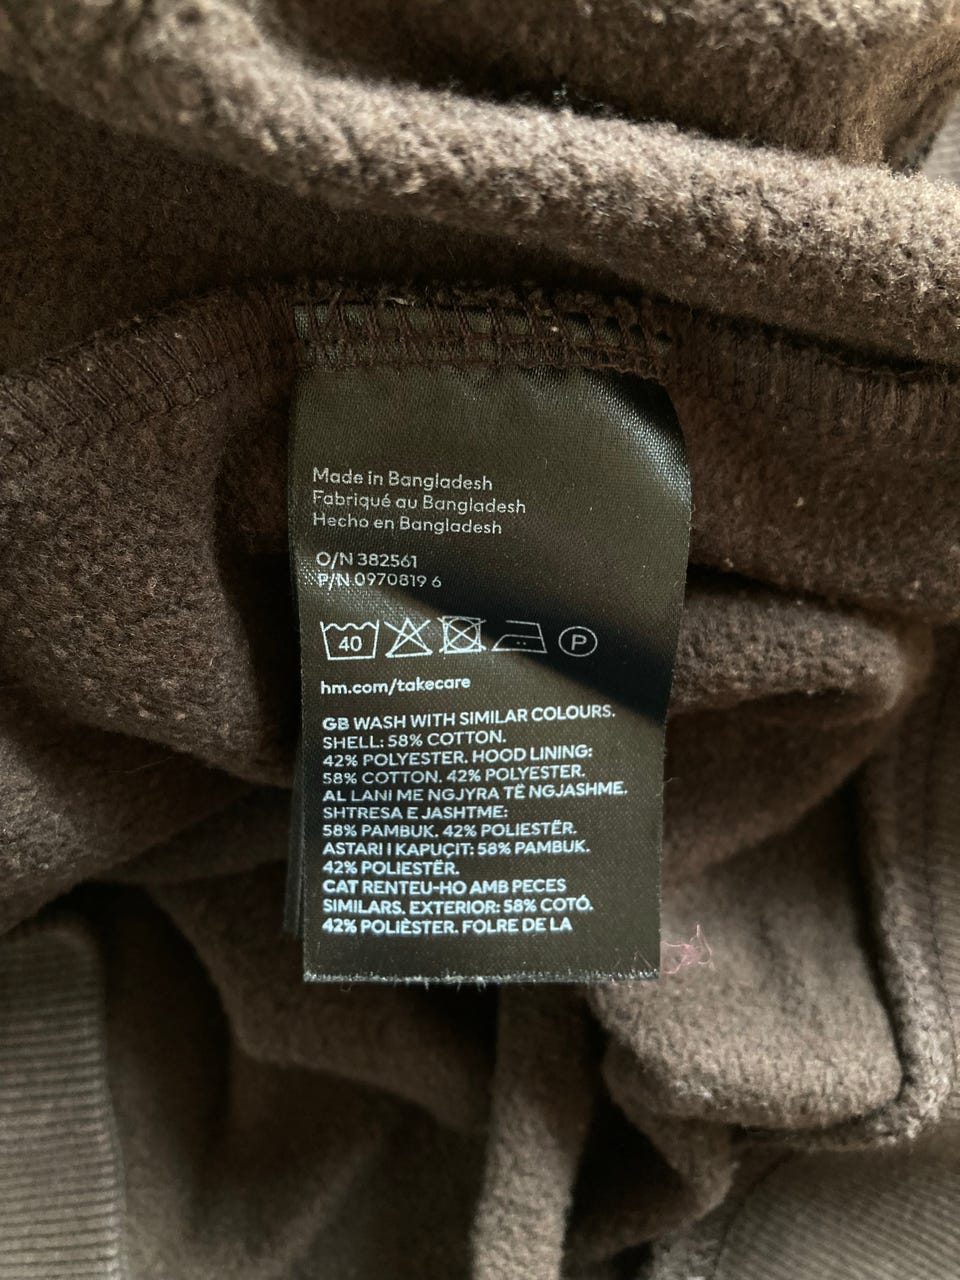 Made in Bangladesh
Fabriqué au Bangladesh
Hecho en Bangladesh
O/N 382561
P/N 0970819 6
40 P
hm.com/takecare
GB WASH WITH SIMILAR COLOURS.
SHELL: 58% COTTON.
42% POLYESTER. HOOD LINING:
58% COTTON. 42% POLYESTER.
AL LANI ME NGJYRA TË NGJASHME.
SHTRESA E JASHTME:
58% PAMBUK. 42% POLIESTËR.
ASTARI I KAPUÇIT: 58% PAMBUK.
42% POLIESTËR.
CAT RENTEU-HO AMB PECES
SIMILARS. EXTERIOR: 58% COTÓ.
42% POLIÈSTER. FOLRE DE LA